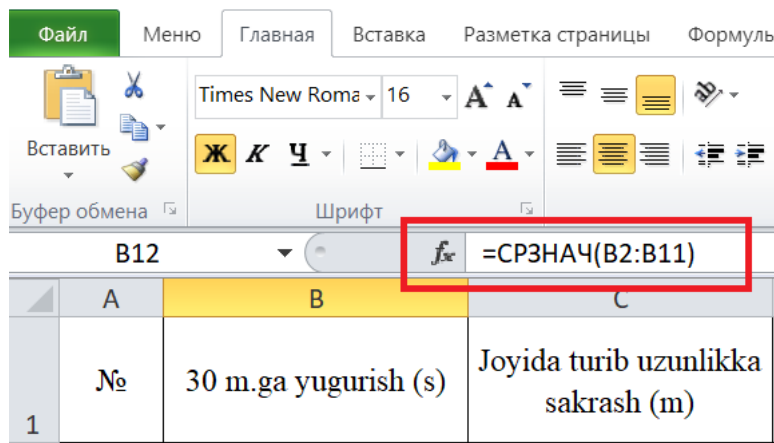 Файл Меню Главная Вставка Разметка страницы Формулы
Times New Roma 16 А А
Вставить
Ж К Ч А
Буфер обмена Шрифт
B12 fx =СРЗНАЧ(B2:B11)
A B C
1 № 30 m.ga yugurish (s) Joyida turib uzunlikka
sakrash (m)